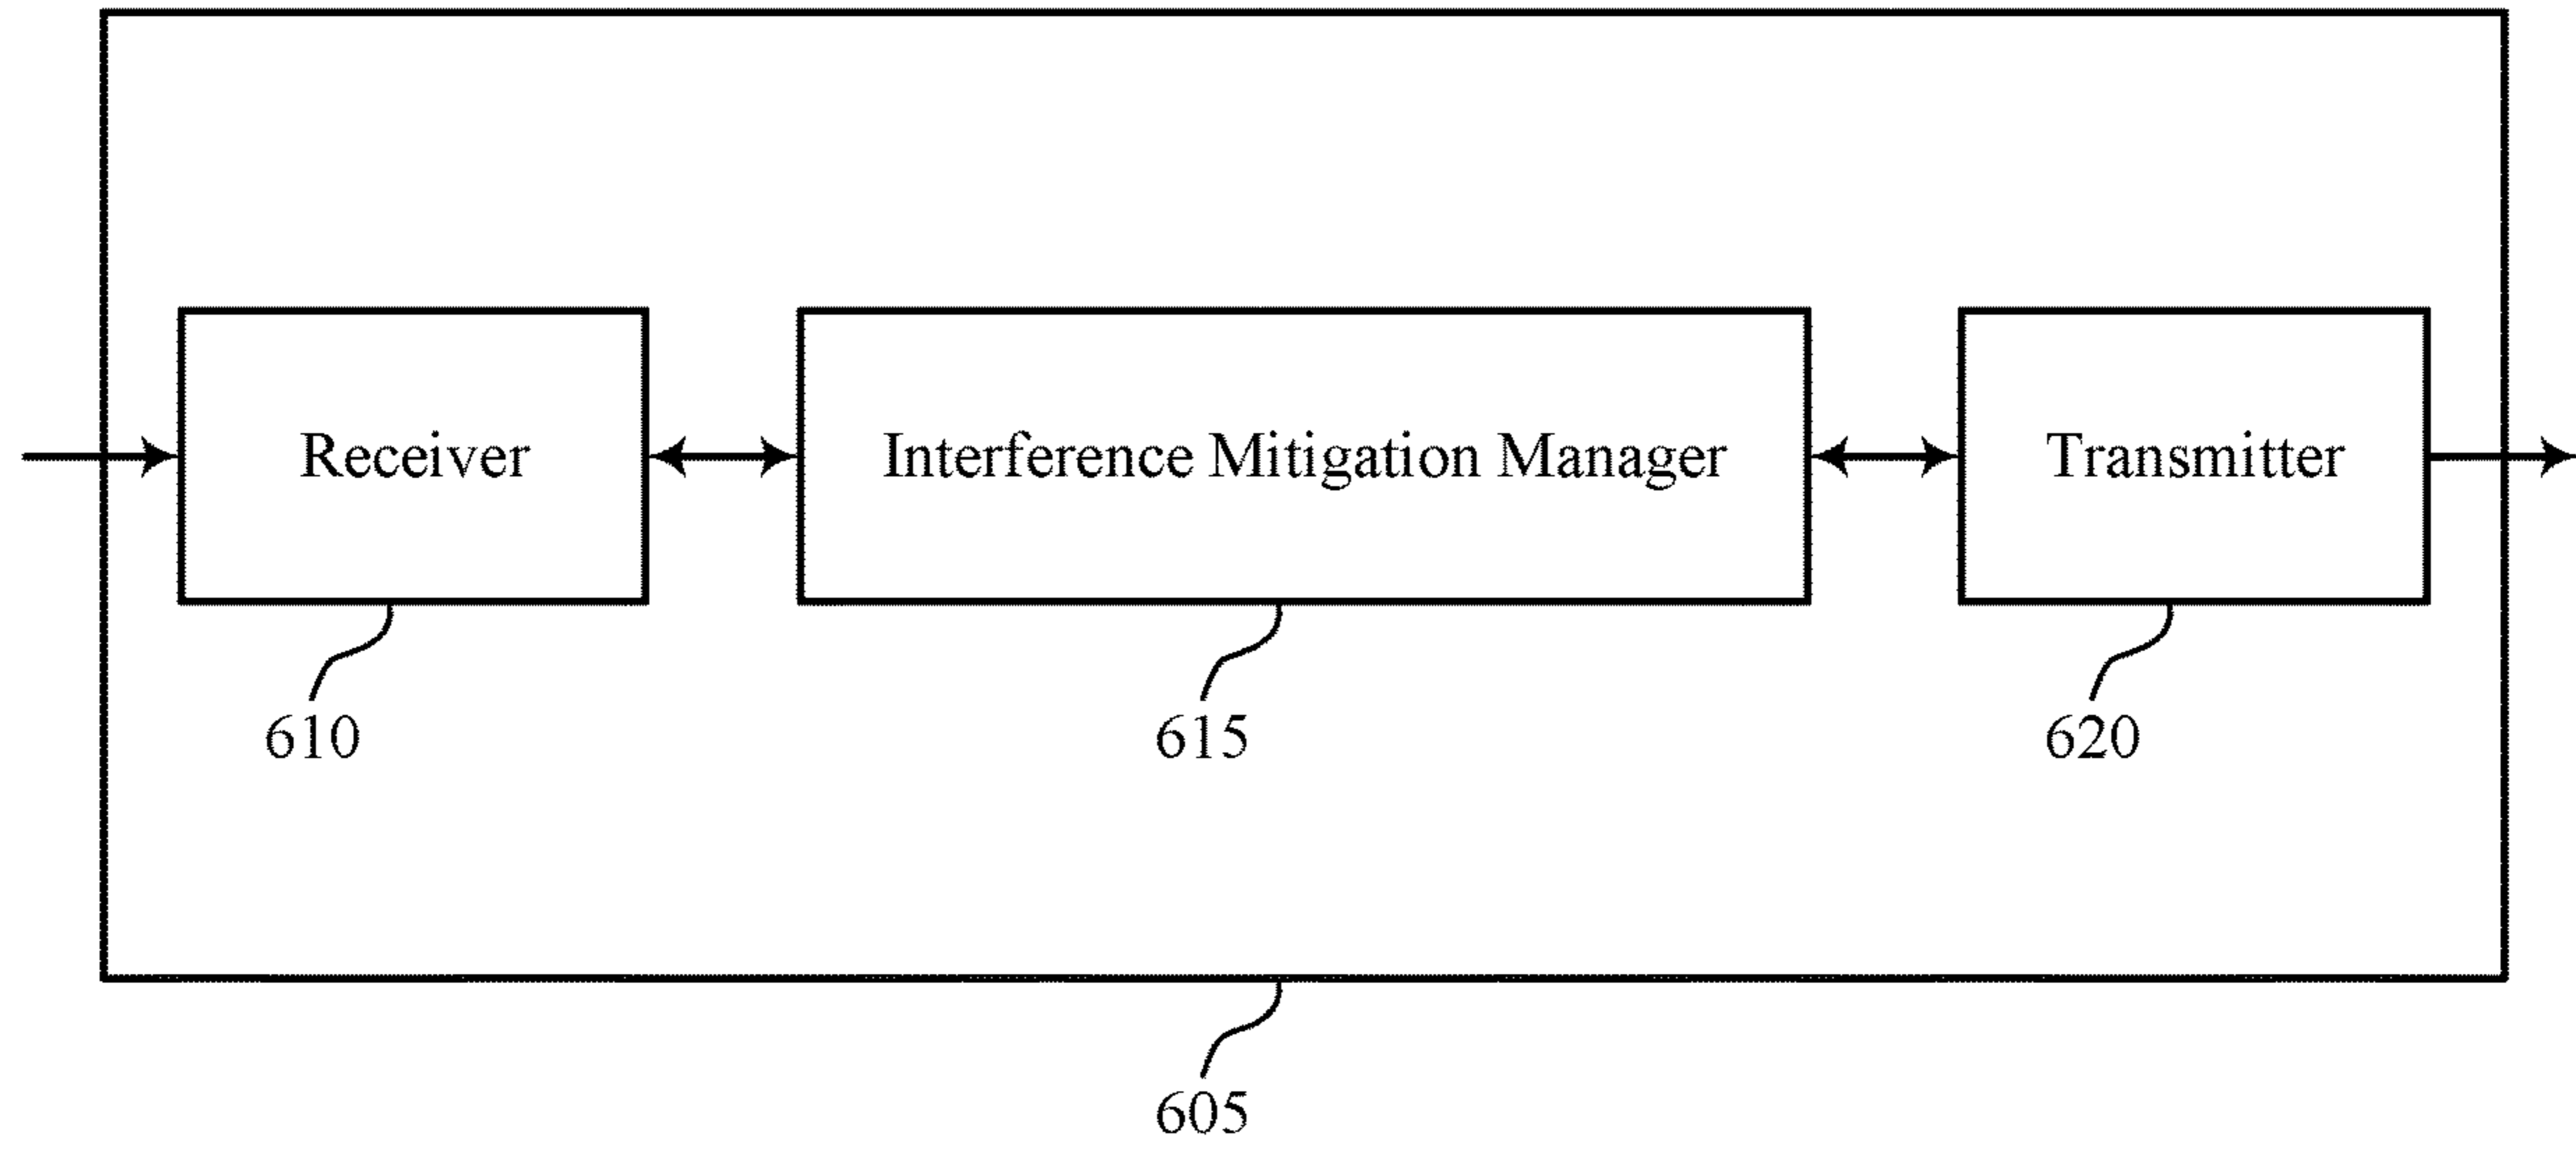 Receiver
Interference Mitigation Manager
Transmitter
610
615
620
605